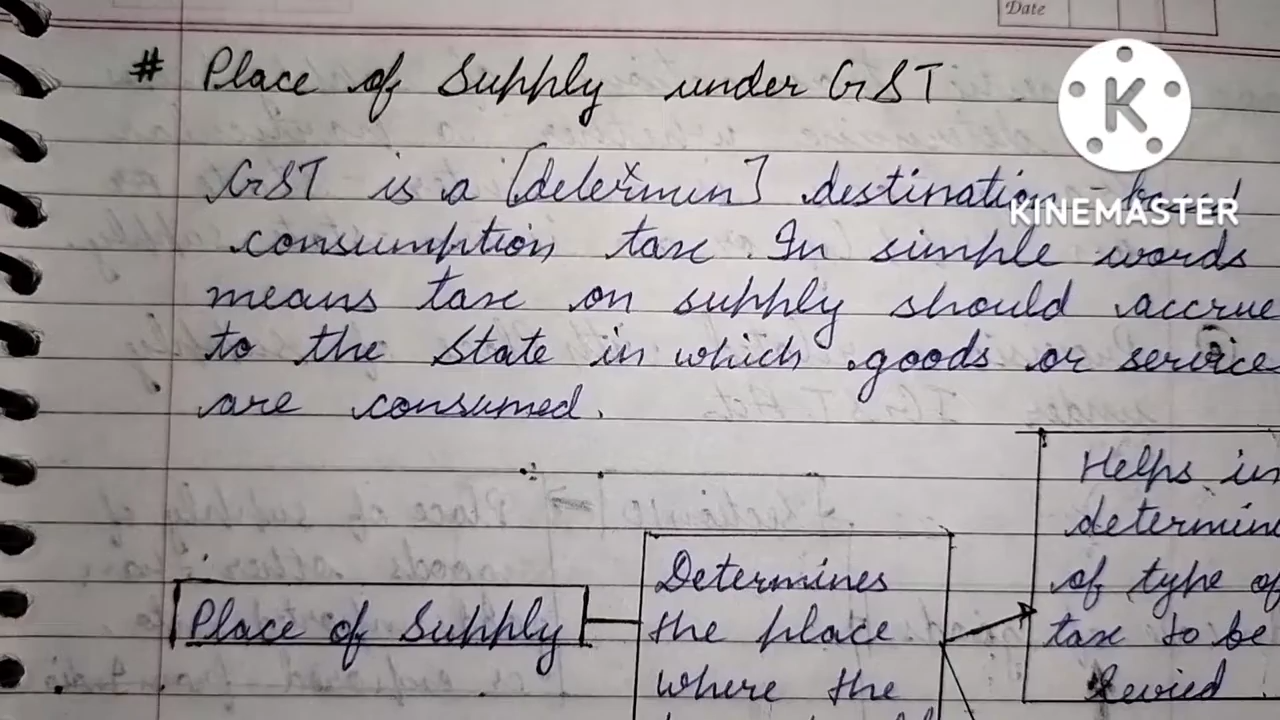 Date
# Place of Supply under GST
K
GST is a [determin] destination-based
KINEMASTER
consumption tax. In simple words
means tax on supply should accrue
to the State in which goods or service
are consumed.
Helps in
determine
of type of
tax to be
levied.
Place of Supply
Determines
the place
where the